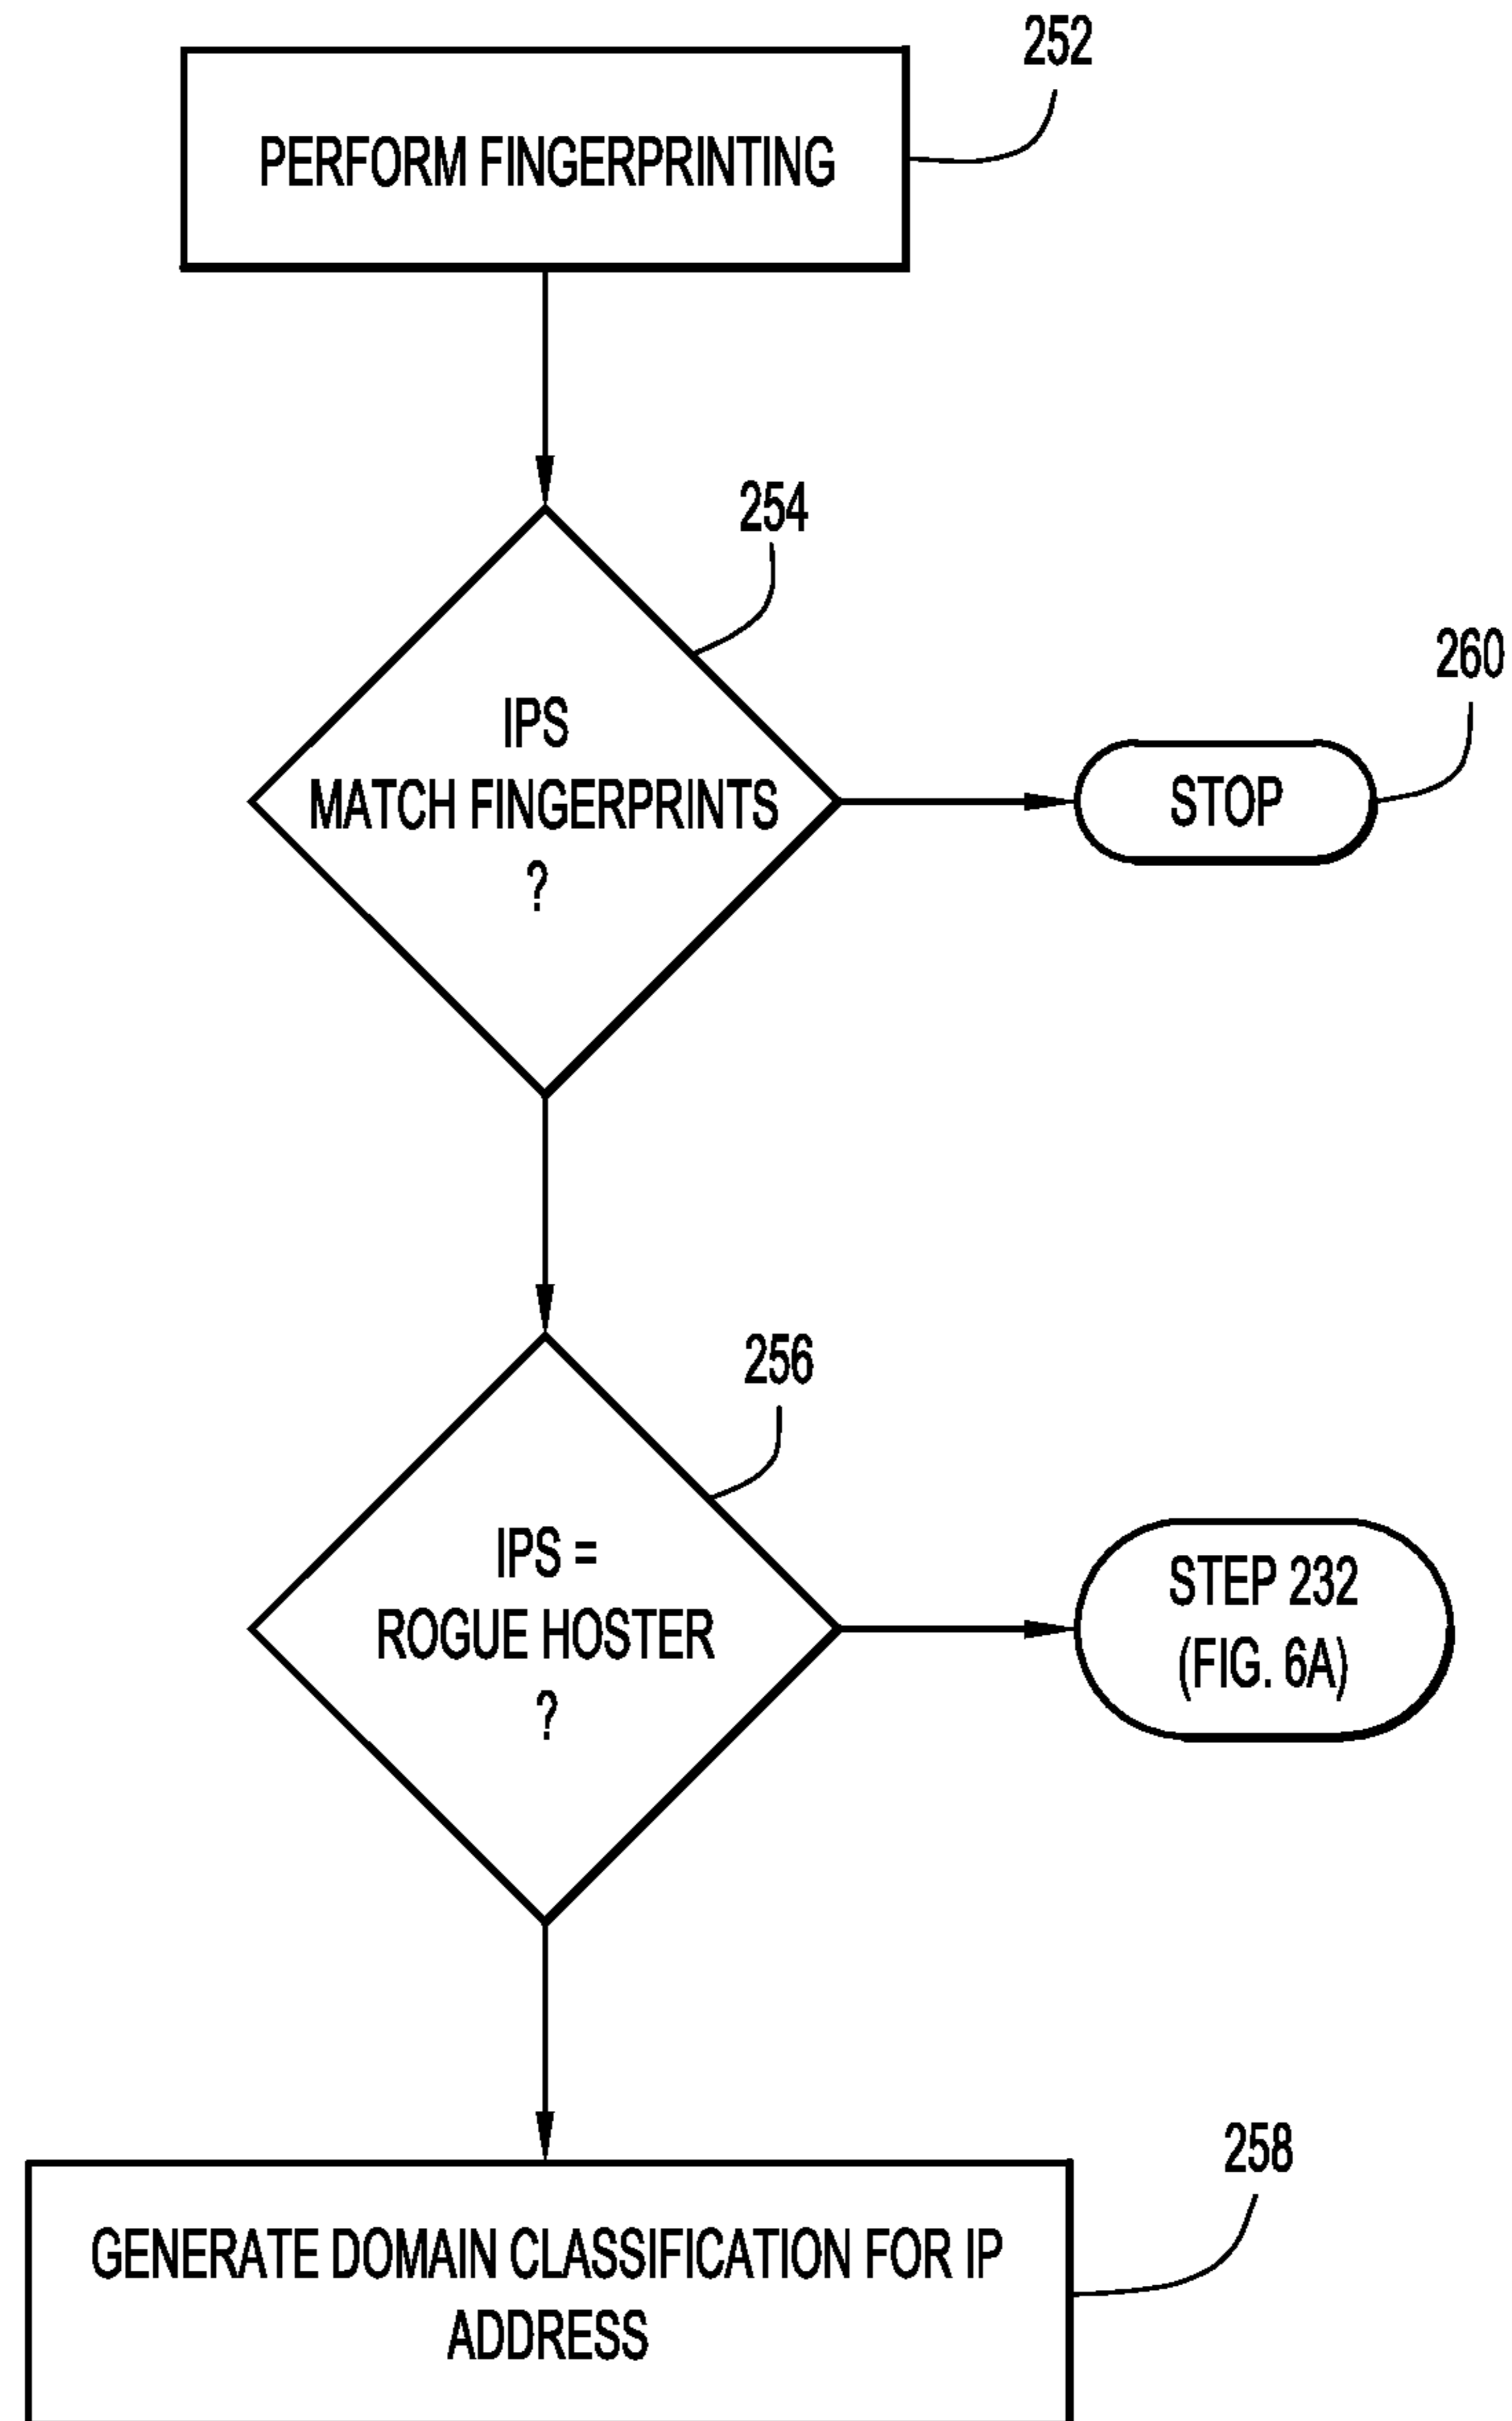 252
PERFORM FINGERPRINTING
254
IPS
MATCH FINGERPRINTS
?
260
STOP
256
IPS =
ROGUE HOSTER
?
STEP 232
(FIG. 6A)
258
GENERATE DOMAIN CLASSIFICATION FOR IP
ADDRESS